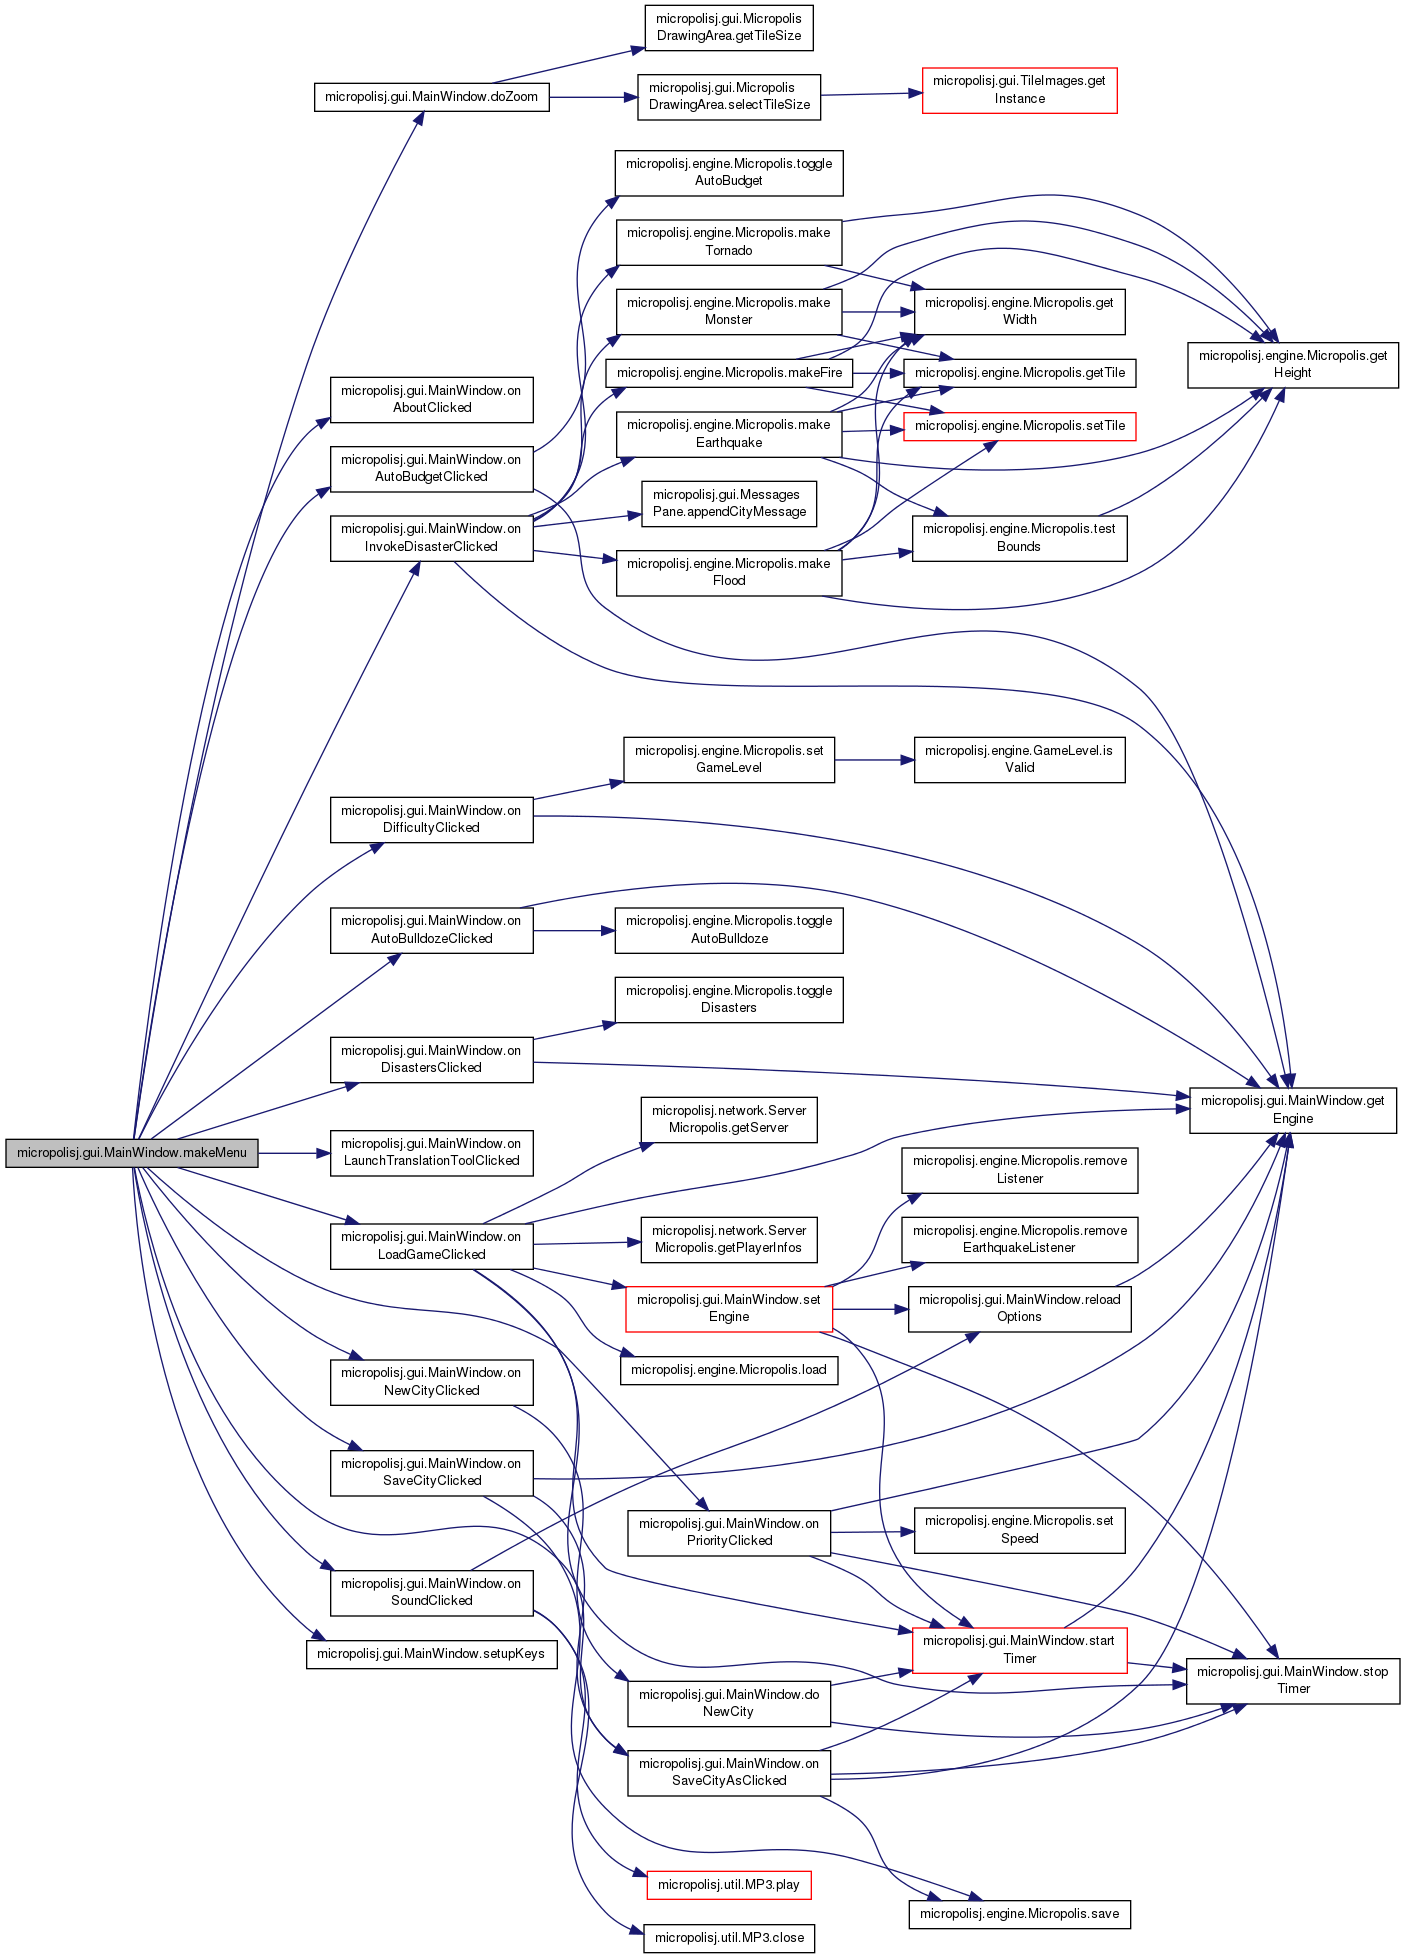 micropolisj.gui.Micropolis
DrawingArea.getTileSize
micropolisj.gui.MainWindow.doZoom
micropolisj.gui.Micropolis
DrawingArea.selectTileSize
micropolisj.gui.TileImages.get
Instance
micropolisj.engine.Micropolis.toggle
AutoBudget
micropolisj.engine.Micropolis.make
Tornado
micropolisj.engine.Micropolis.make
Monster
micropolisj.engine.Micropolis.get
Width
micropolisj.engine.Micropolis.get
Height
micropolisj.engine.Micropolis.makeFire
micropolisj.engine.Micropolis.getTile
micropolisj.gui.MainWindow.on
AboutClicked
micropolisj.engine.Micropolis.make
Earthquake
micropolisj.engine.Micropolis.setTile
micropolisj.gui.MainWindow.on
AutoBudgetClicked
micropolisj.gui.Messages
Pane.appendCityMessage
micropolisj.gui.MainWindow.on
InvokeDisasterClicked
micropolisj.engine.Micropolis.test
Bounds
micropolisj.engine.Micropolis.make
Flood
micropolisj.engine.Micropolis.set
GameLevel
micropolisj.engine.GameLevel.is
Valid
micropolisj.gui.MainWindow.on
DifficultyClicked
micropolisj.gui.MainWindow.on
AutoBulldozeClicked
micropolisj.engine.Micropolis.toggle
AutoBulldoze
micropolisj.engine.Micropolis.toggle
Disasters
micropolisj.gui.MainWindow.on
DisastersClicked
micropolisj.gui.MainWindow.get
Engine
micropolisj.network.Server
Micropolis.getServer
micropolisj.gui.MainWindow.makeMenu
micropolisj.gui.MainWindow.on
LaunchTranslationToolClicked
micropolisj.engine.Micropolis.remove
Listener
micropolisj.gui.MainWindow.on
LoadGameClicked
micropolisj.network.Server
Micropolis.getPlayerInfos
micropolisj.engine.Micropolis.remove
EarthquakeListener
micropolisj.gui.MainWindow.set
Engine
micropolisj.gui.MainWindow.reload
Options
micropolisj.engine.Micropolis.load
micropolisj.gui.MainWindow.on
NewCityClicked
micropolisj.gui.MainWindow.on
SaveCityClicked
micropolisj.gui.MainWindow.on
PriorityClicked
micropolisj.engine.Micropolis.set
Speed
micropolisj.gui.MainWindow.on
SoundClicked
micropolisj.gui.MainWindow.setupKeys
micropolisj.gui.MainWindow.start
Timer
micropolisj.gui.MainWindow.stop
Timer
micropolisj.gui.MainWindow.do
NewCity
micropolisj.gui.MainWindow.on
SaveCityAsClicked
micropolisj.util.MP3.play
micropolisj.engine.Micropolis.save
micropolisj.util.MP3.close